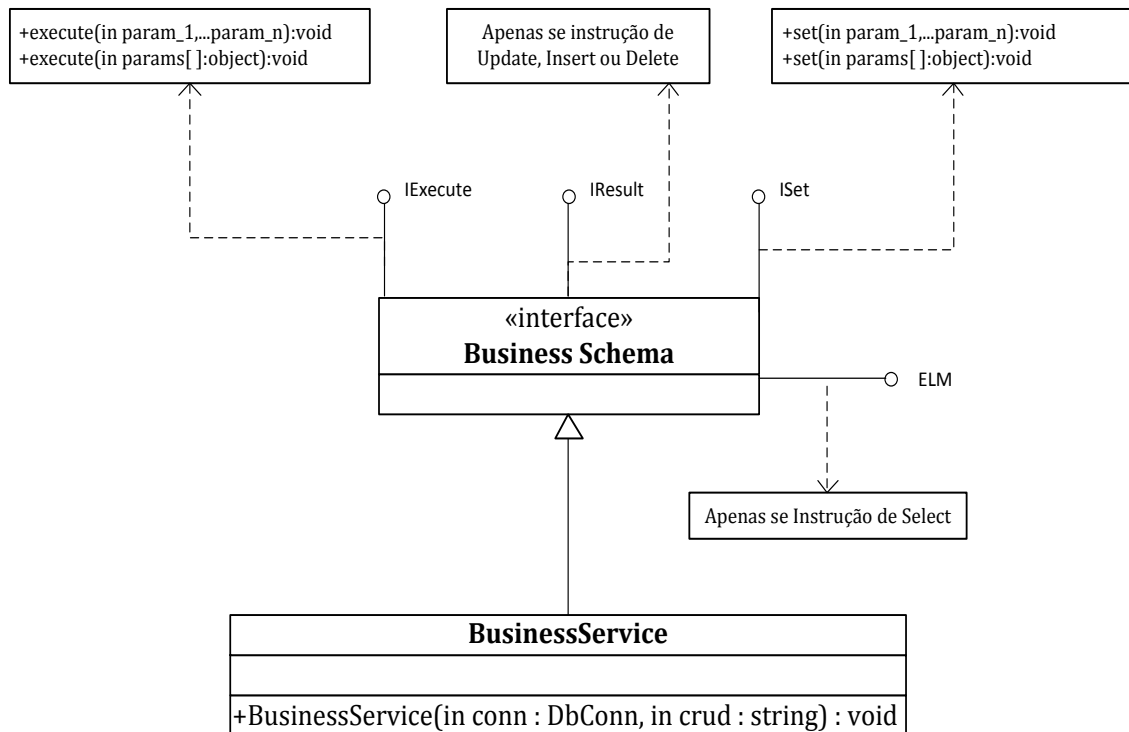 +execute(in param_1,...param_n):void
+execute(in params[ ]:object):void
Apenas se instrução de
Update, Insert ou Delete
+set(in param_1,...param_n):void
+set(in params[ ]:object):void
IExecute
IResult
ISet
«interface»
Business Schema
ELM
Apenas se Instrução de Select
BusinessService
+BusinessService(in conn : DbConn, in crud : string) : void